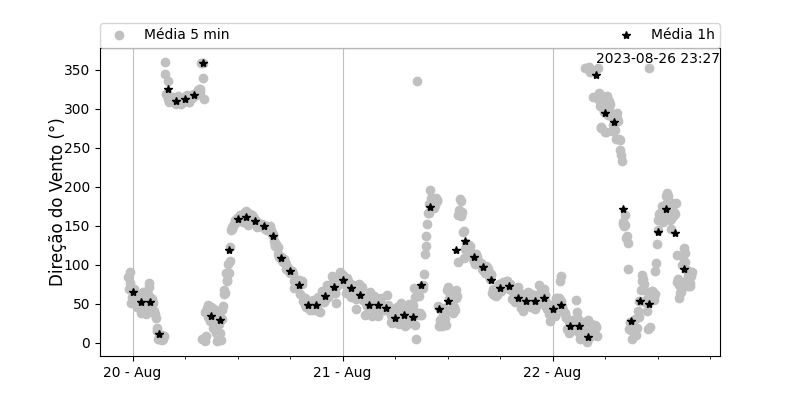 Média 5 min
Média 1h
2023-08-26 23:27
Direção do Vento (°)
350
300
250
200
150
100
50
0
20 - Aug
21 - Aug
22 - Aug